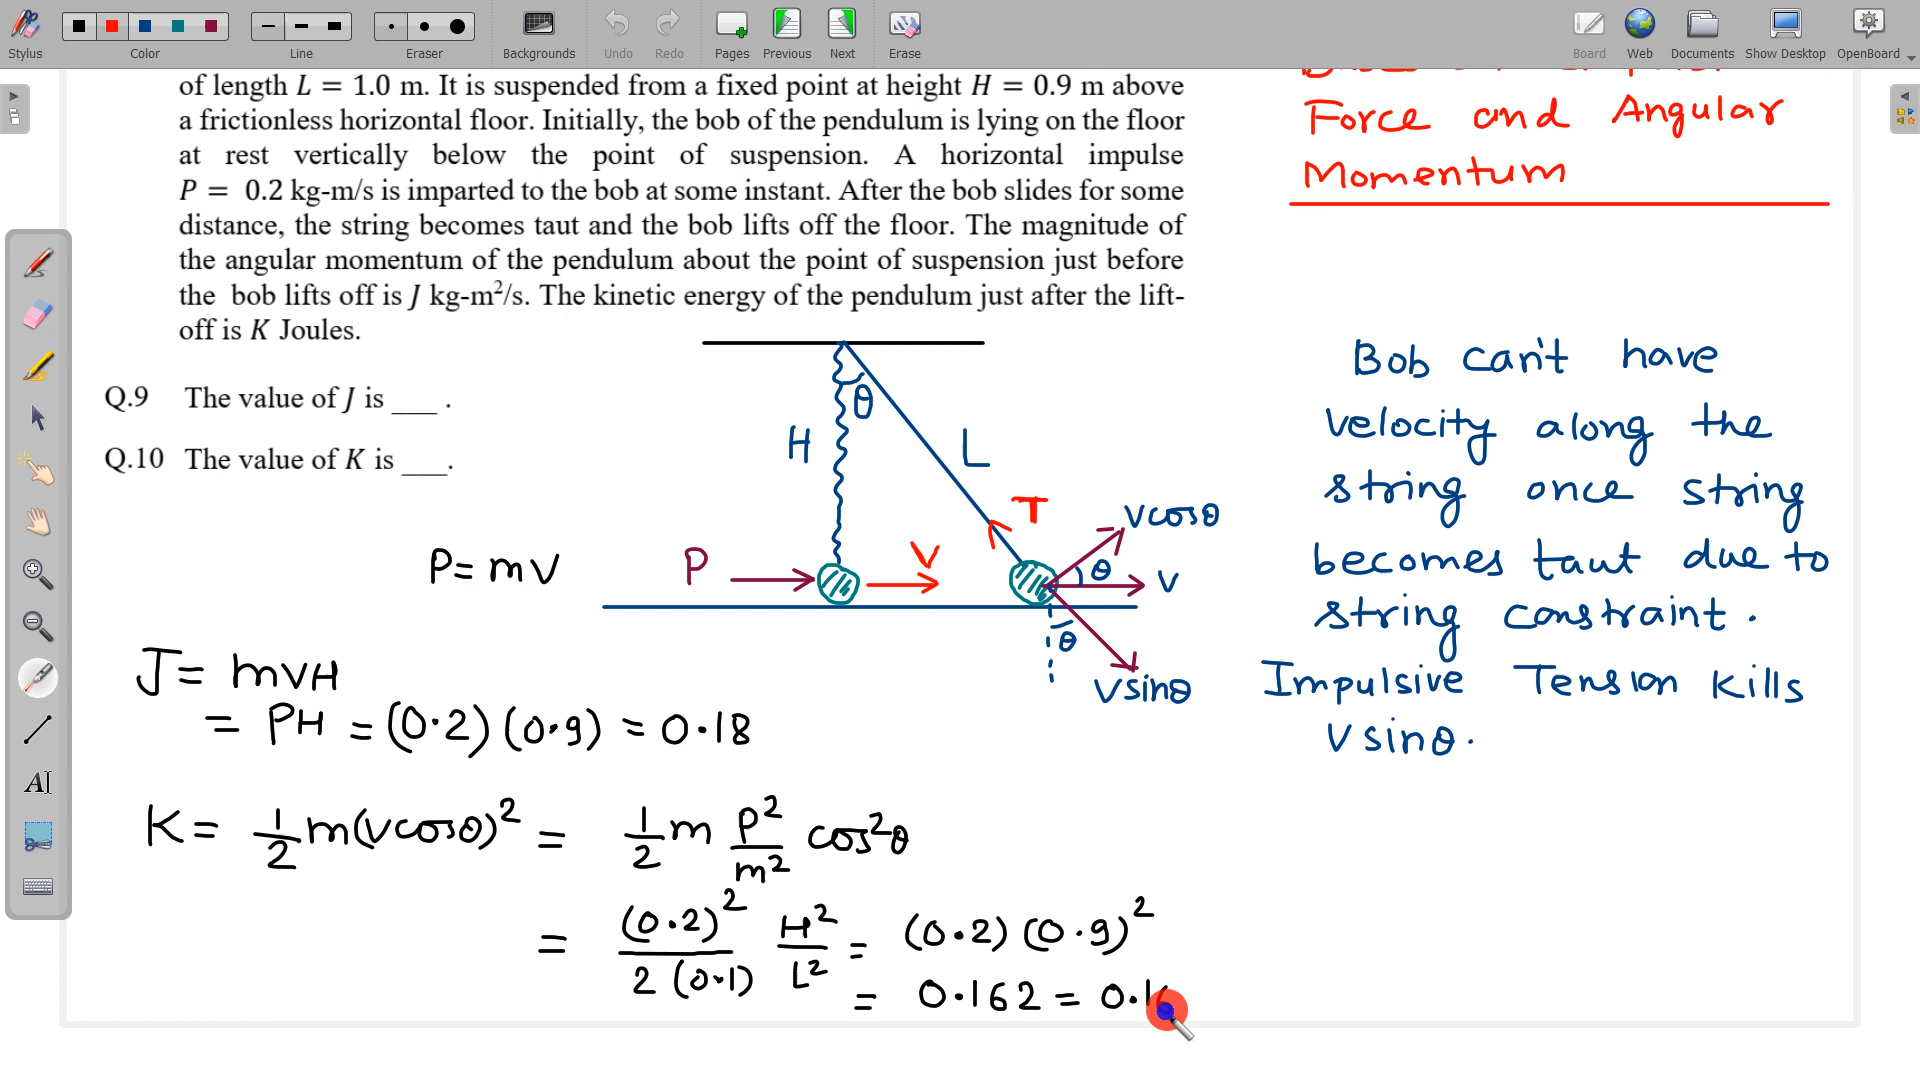 Stylus Color Line Eraser Backgrounds Undo Redo Pages Previous Next Erase Board Web Documents Show Desktop OpenBoard
of length L = 1.0 m. It is suspended from a fixed point at height H = 0.9 m above
a frictionless horizontal floor. Initially, the bob of the pendulum is lying on the floor
at rest vertically below the point of suspension. A horizontal impulse
P = 0.2 kg-m/s is imparted to the bob at some instant. After the bob slides for some
distance, the string becomes taut and the bob lifts off the floor. The magnitude of
the angular momentum of the pendulum about the point of suspension just before
the bob lifts off is J kg-m²/s. The kinetic energy of the pendulum just after the lift-
off is K Joules.
Force and Angular
Momentum
Q.9 The value of J is ___ .
Q.10 The value of K is ___.
θ
H
L
T
P
V
Vcosθ
θ
V
θ
Vsinθ
P= mV
Bob can't have
velocity along the
string once string
becomes taut due to
string constraint.
Impulsive Tension kills
V sinθ.
J= mVH
= PH = (0.2) (0.9) = 0.18
K= 1/2 m(Vcosθ)² = 1/2 m P²/m² cos²θ
= (0.2)²/2(0.1) H²/L² = (0.2) (0.9)²
= 0.162 = 0.1
AI